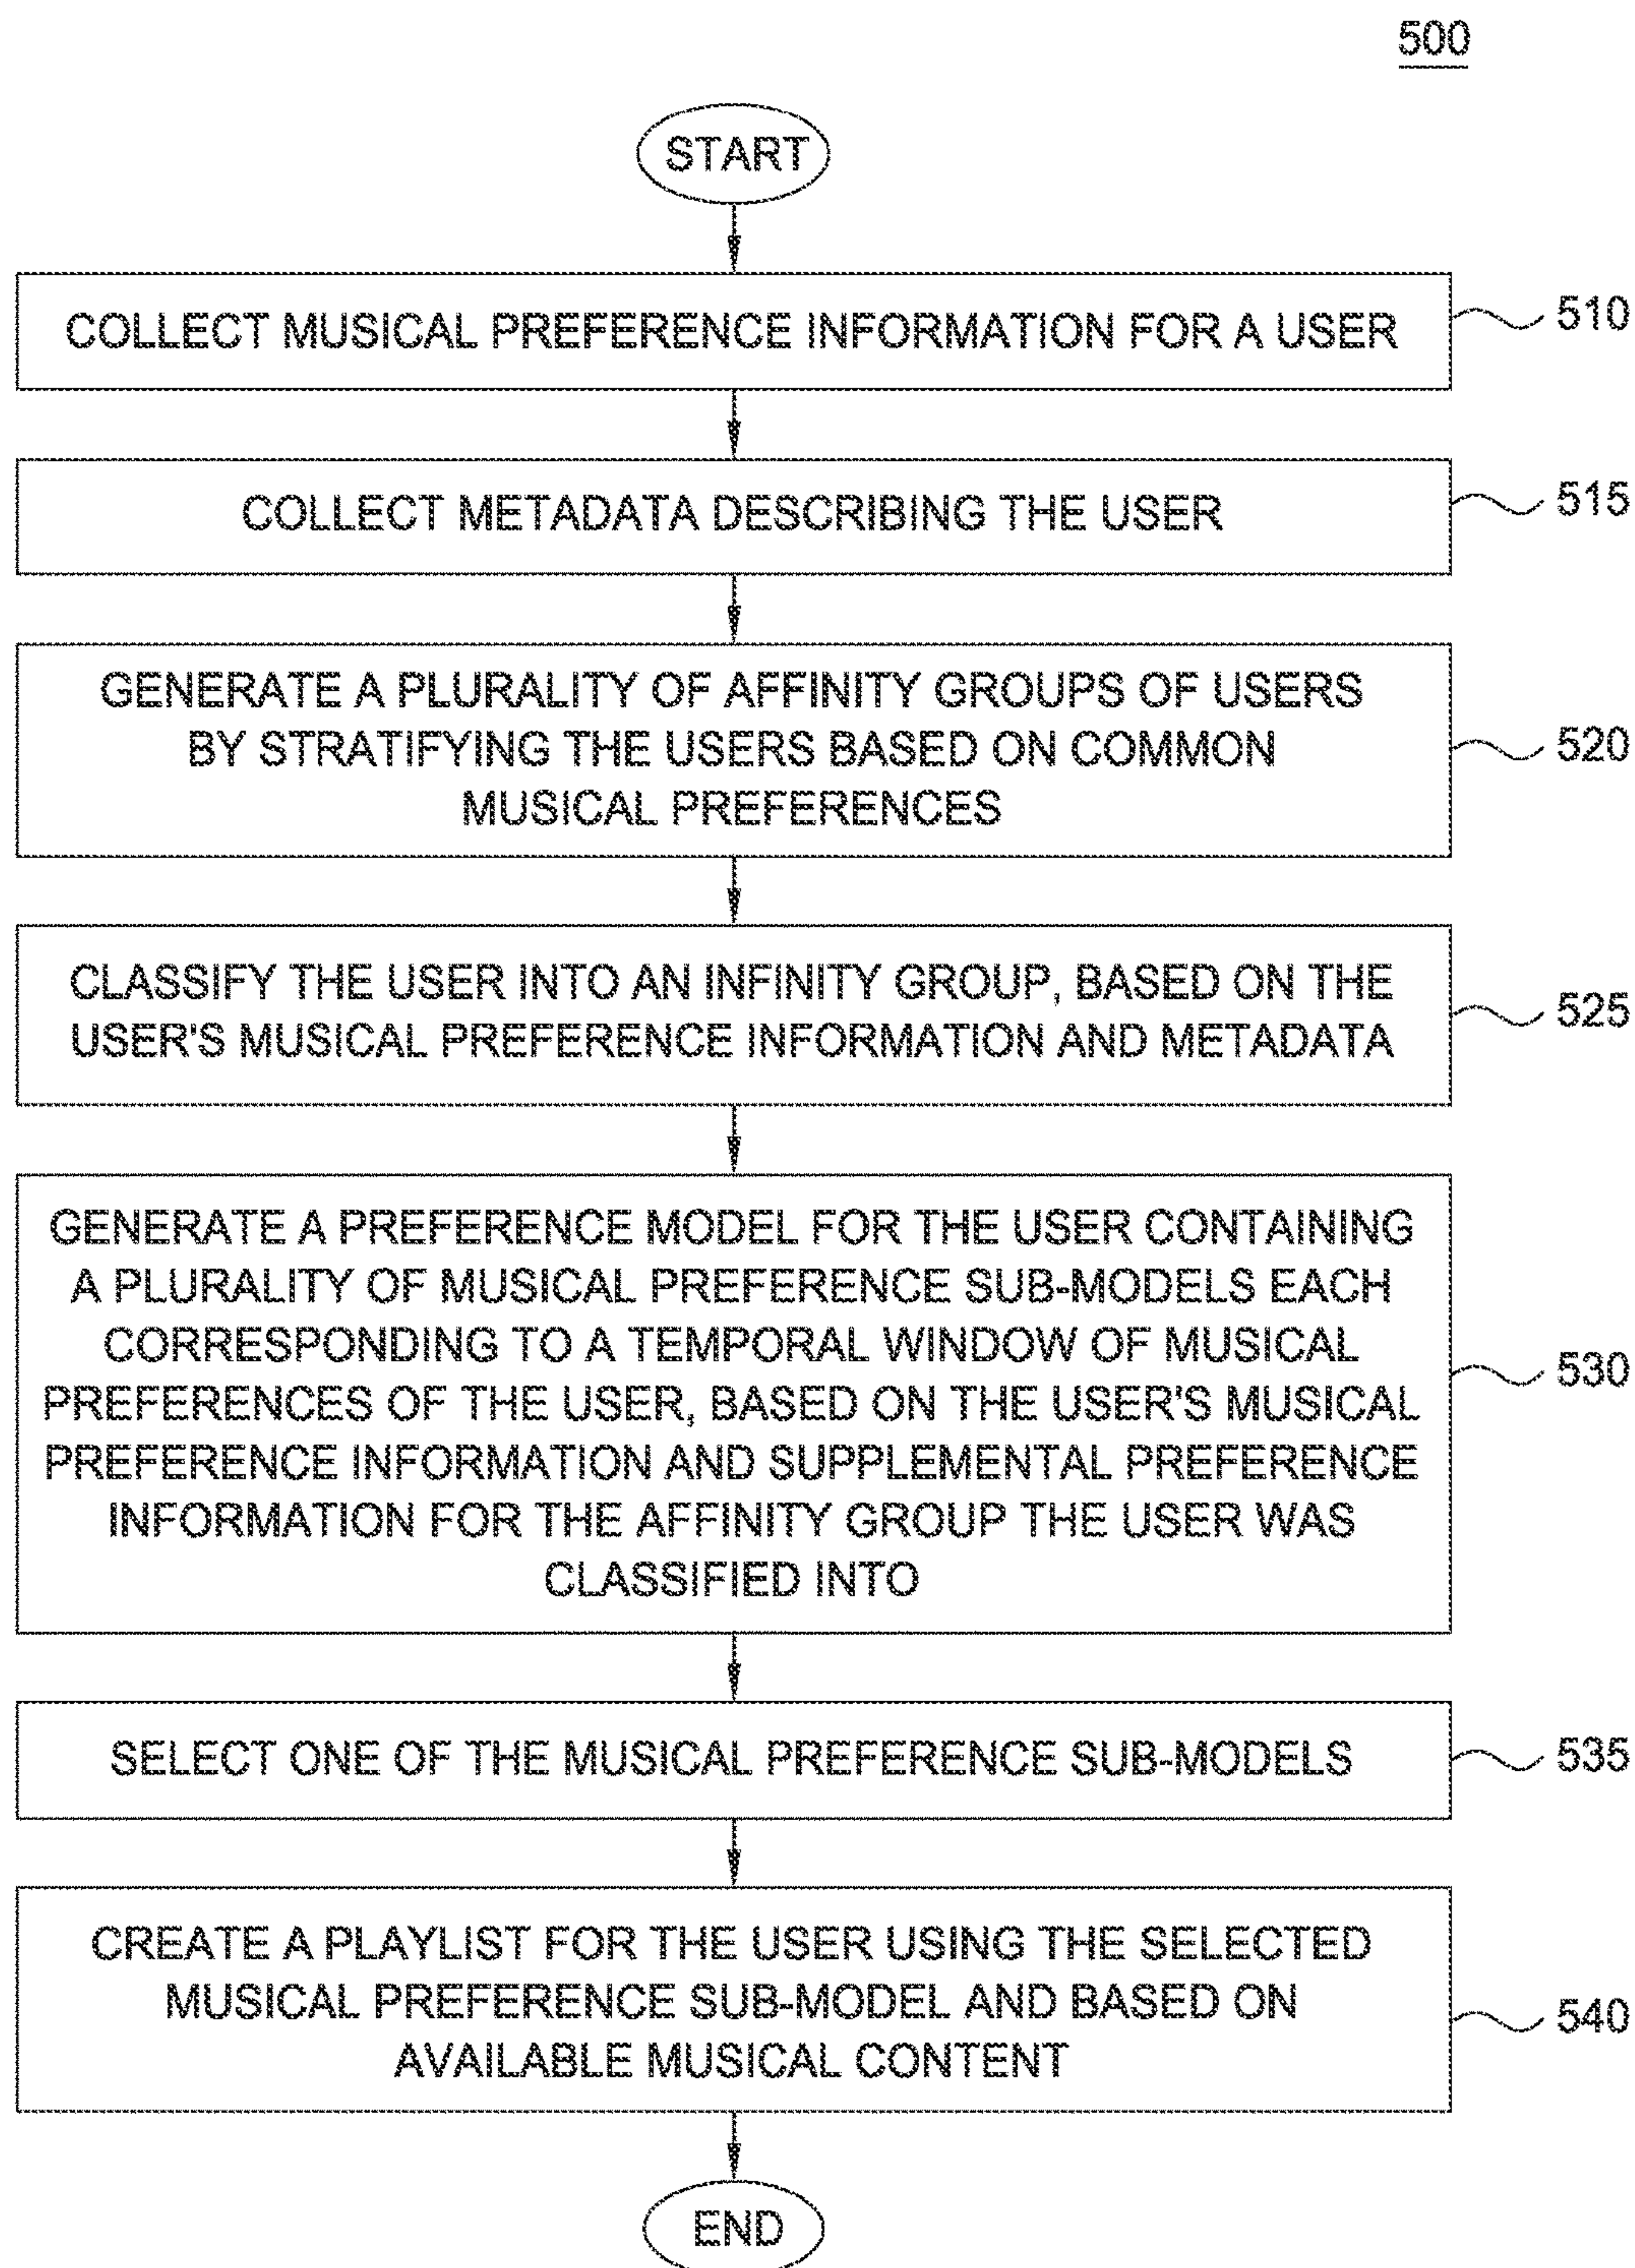 500
START
COLLECT MUSICAL PREFERENCE INFORMATION FOR A USER
510
COLLECT METADATA DESCRIBING THE USER
515
GENERATE A PLURALITY OF AFFINITY GROUPS OF USERS
BY STRATIFYING THE USERS BASED ON COMMON
MUSICAL PREFERENCES
520
CLASSIFY THE USER INTO AN INFINITY GROUP, BASED ON THE
USER'S MUSICAL PREFERENCE INFORMATION AND METADATA
525
GENERATE A PREFERENCE MODEL FOR THE USER CONTAINING
A PLURALITY OF MUSICAL PREFERENCE SUB-MODELS EACH
CORRESPONDING TO A TEMPORAL WINDOW OF MUSICAL
PREFERENCES OF THE USER, BASED ON THE USER'S MUSICAL
PREFERENCE INFORMATION AND SUPPLEMENTAL PREFERENCE
INFORMATION FOR THE AFFINITY GROUP THE USER WAS
CLASSIFIED INTO
530
SELECT ONE OF THE MUSICAL PREFERENCE SUB-MODELS
535
CREATE A PLAYLIST FOR THE USER USING THE SELECTED
MUSICAL PREFERENCE SUB-MODEL AND BASED ON
AVAILABLE MUSICAL CONTENT
540
END